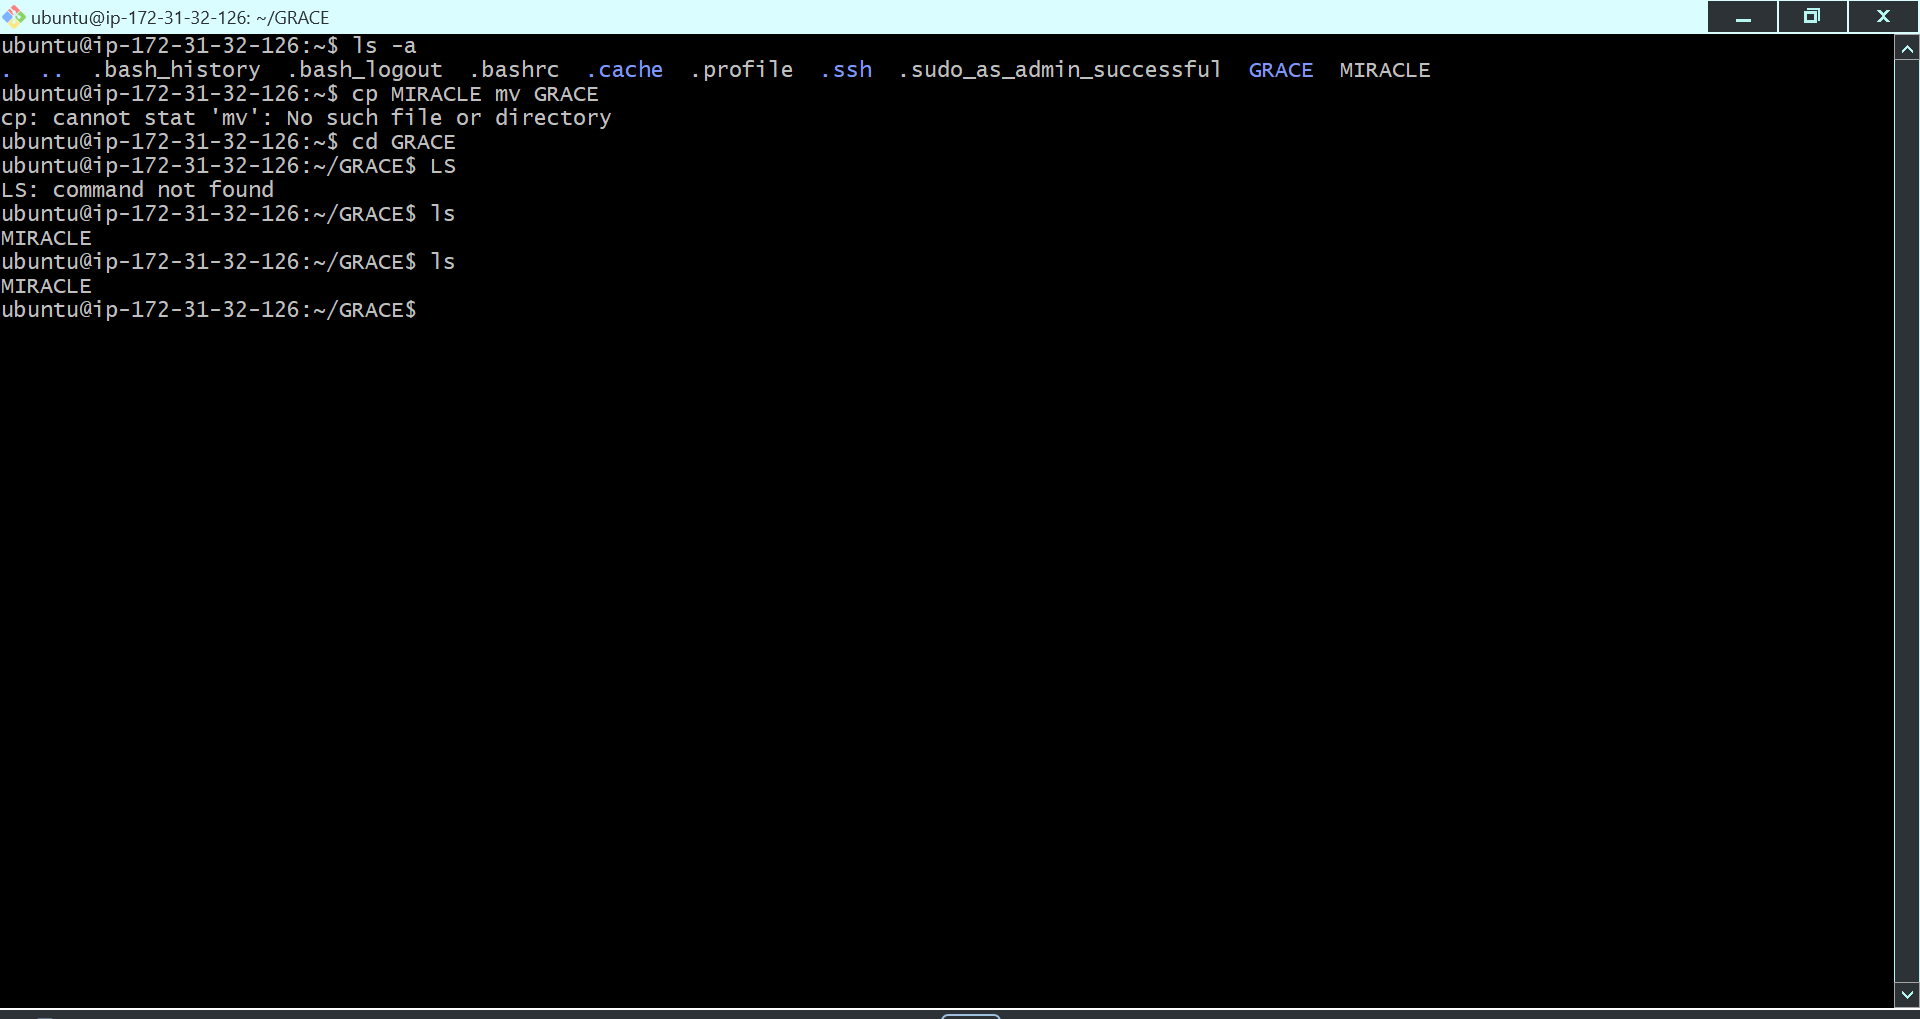 ubuntu@ip-172-31-32-126: ~/GRACE
ubuntu@ip-172-31-32-126:~$ ls -a
.  ..  .bash_history  .bash_logout  .bashrc  .cache  .profile  .ssh  .sudo_as_admin_successful  GRACE  MIRACLE
ubuntu@ip-172-31-32-126:~$ cp MIRACLE mv GRACE
cp: cannot stat 'mv': No such file or directory
ubuntu@ip-172-31-32-126:~$ cd GRACE
ubuntu@ip-172-31-32-126:~/GRACE$ LS
LS: command not found
ubuntu@ip-172-31-32-126:~/GRACE$ ls
MIRACLE
ubuntu@ip-172-31-32-126:~/GRACE$ ls
MIRACLE
ubuntu@ip-172-31-32-126:~/GRACE$